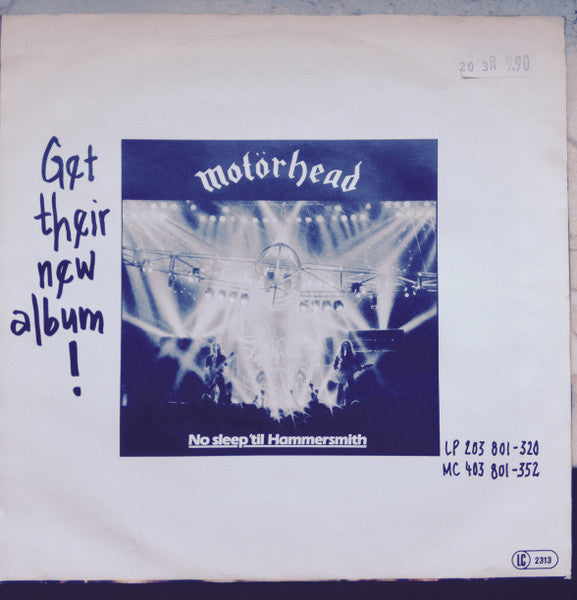 20 3R 9.90
Get
their
new
album
!
motörhead
No sleep 'til Hammersmith
LP 203 801-320
MC 403 801-352
LC 2313